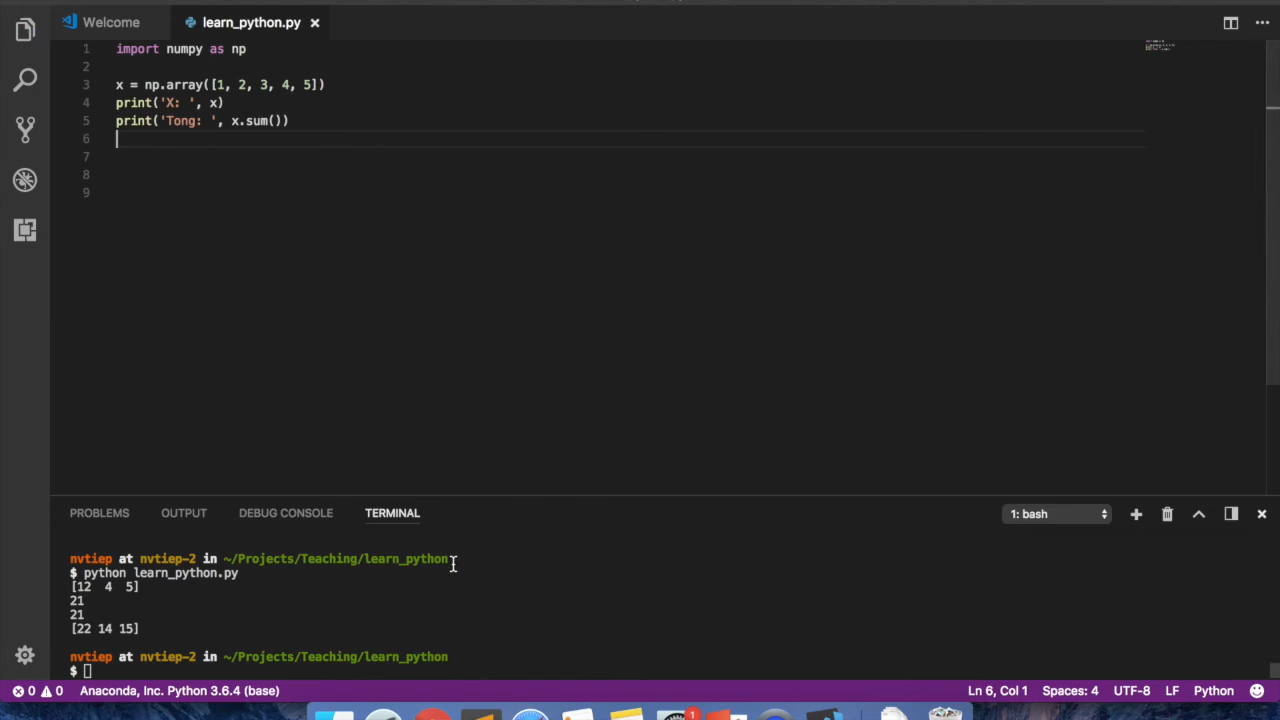 Welcome
learn_python.py
1 import numpy as np
2
3 x = np.array([1, 2, 3, 4, 5])
4 print('X: ', x)
5 print('Tong: ', x.sum())
6
7
8
9
PROBLEMS OUTPUT DEBUG CONSOLE TERMINAL 1: bash
nvtiep at nvtiep-2 in ~/Projects/Teaching/learn_python
$ python learn_python.py
[12  4  5]
21
21
[22 14 15]
nvtiep at nvtiep-2 in ~/Projects/Teaching/learn_python
$
0 0 Anaconda, Inc. Python 3.6.4 (base) Ln 6, Col 1 Spaces: 4 UTF-8 LF Python
1